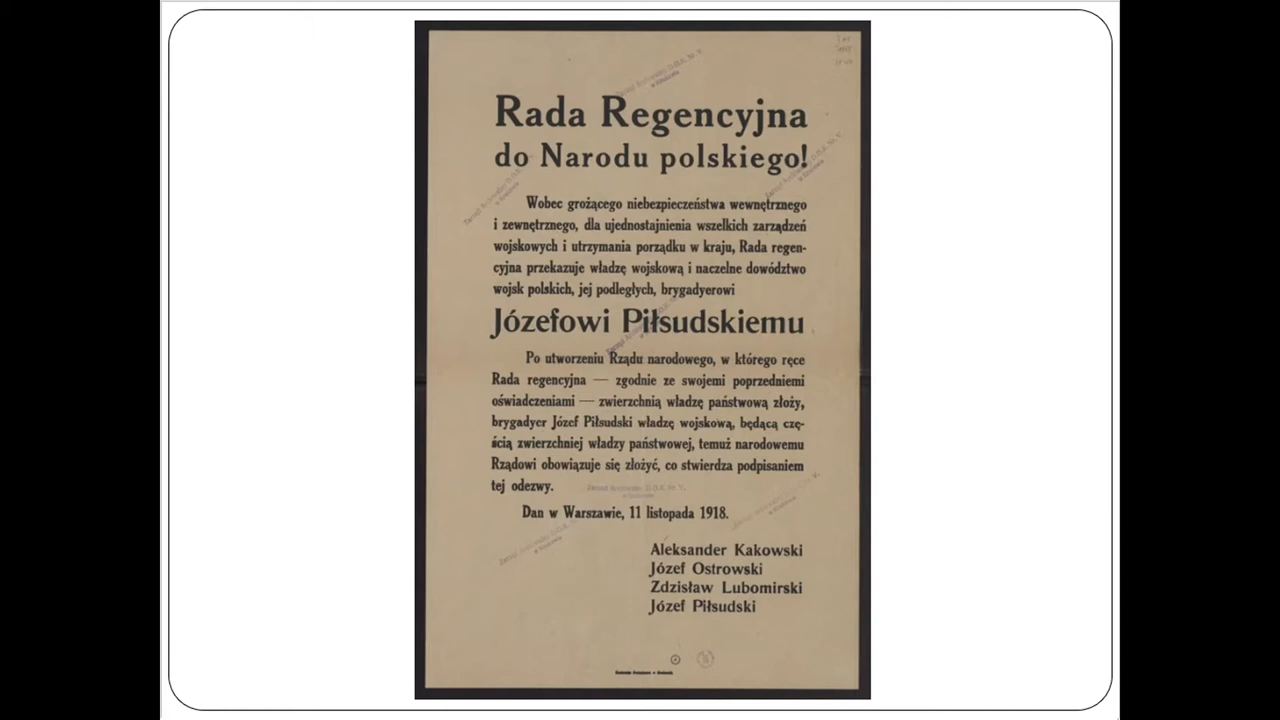 Rada Regencyjna
do Narodu polskiego!
Wobec grożącego niebezpieczeństwa wewnętrznego
i zewnętrznego, dla ujednostajnienia wszelkich zarządzeń
wojskowych i utrzymania porządku w kraju, Rada regen-
cyjna przekazuje władzę wojskową i naczelne dowództwo
wojsk polskich, jej podległych, brygadyerowi
Józefowi Piłsudskiemu
Po utworzeniu Rządu narodowego, w którego ręce
Rada regencyjna — zgodnie ze swojemi poprzedniemi
oświadczeniami — zwierzchnią władzę państwową złoży,
brygadyer Józef Piłsudski władzę wojskową, będącą czę-
ścią zwierzchniej władzy państwowej, temuż narodowemu
Rządowi obowiązuje się złożyć, co stwierdza podpisaniem
tej odezwy.
Dan w Warszawie, 11 listopada 1918.
Aleksander Kakowski
Józef Ostrowski
Zdzisław Lubomirski
Józef Piłsudski